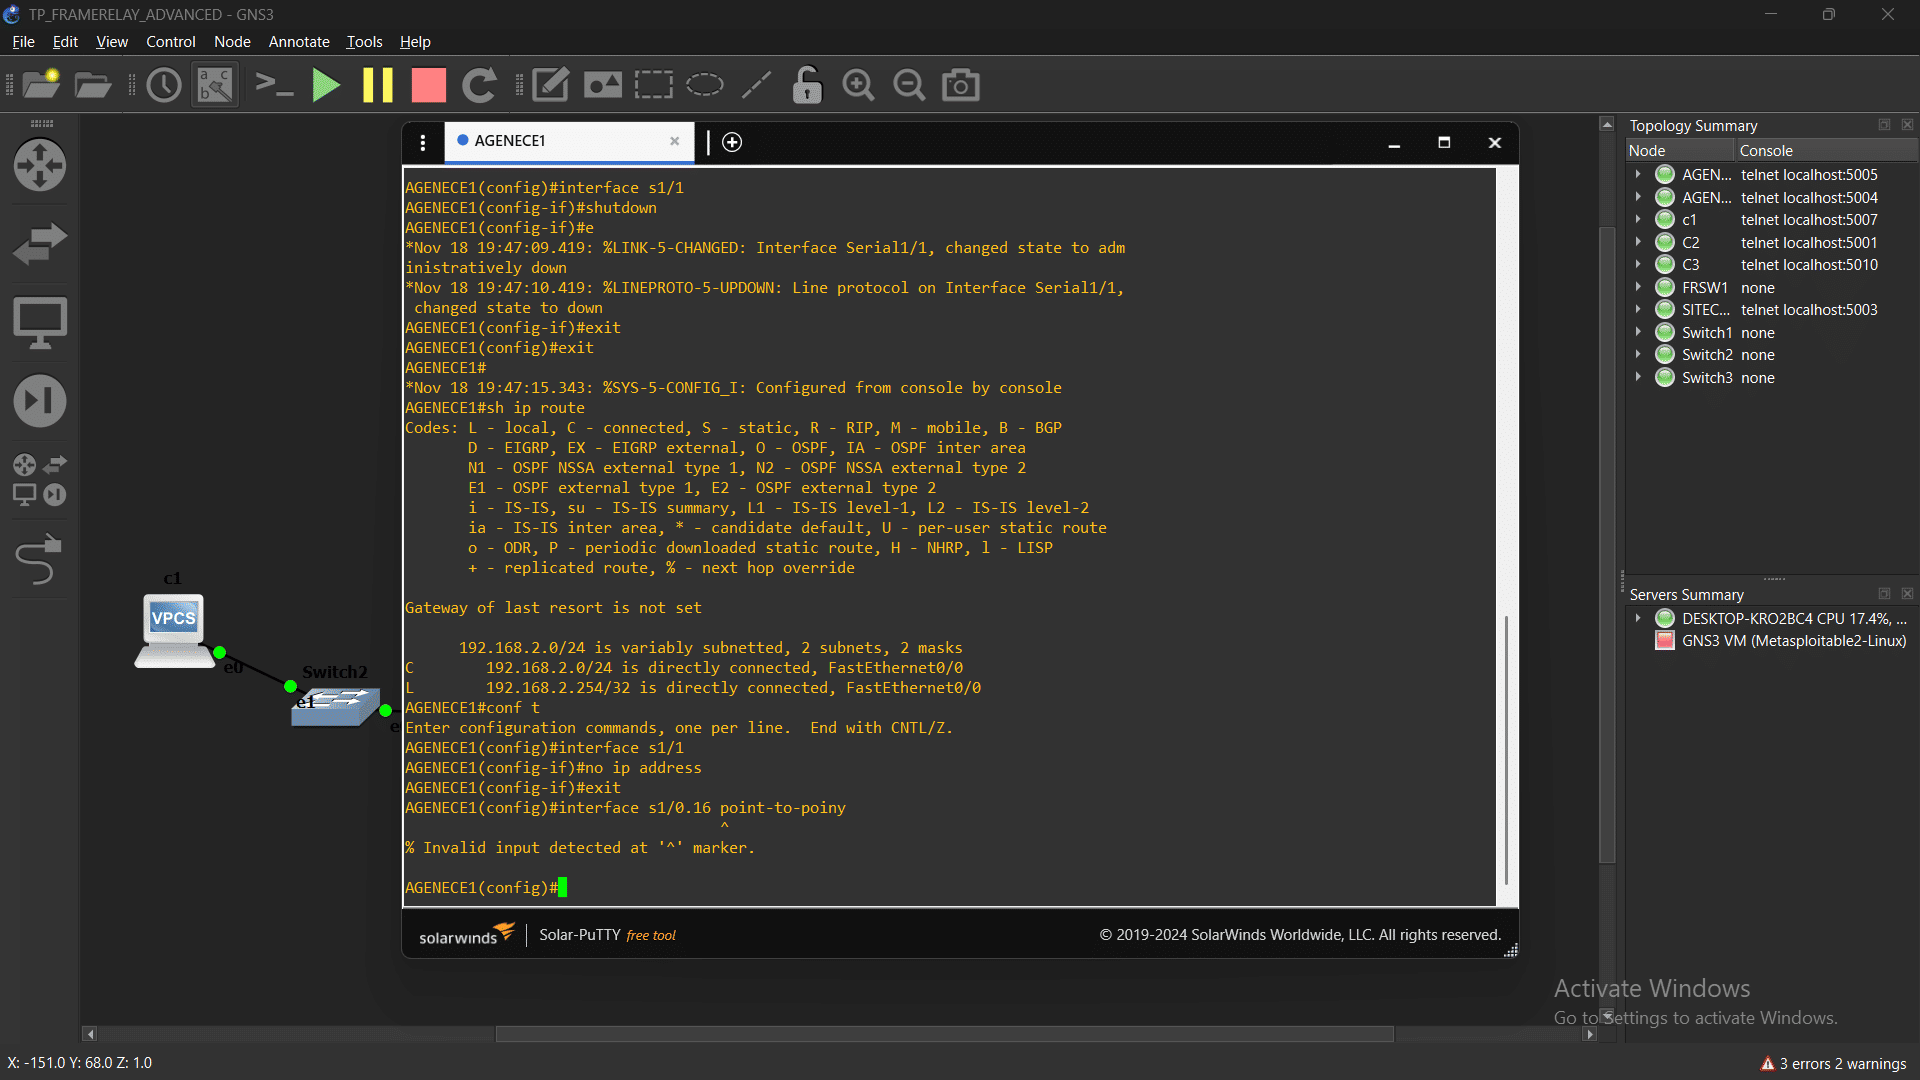 TP_FRAMERELAY_ADVANCED - GNS3
File Edit View Control Node Annotate Tools Help
AGENECE1
AGENECE1(config)#interface s1/1
AGENECE1(config-if)#shutdown
AGENECE1(config-if)#e
*Nov 18 19:47:09.419: %LINK-5-CHANGED: Interface Serial1/1, changed state to adm
inistratively down
*Nov 18 19:47:10.419: %LINEPROTO-5-UPDOWN: Line protocol on Interface Serial1/1,
 changed state to down
AGENECE1(config-if)#exit
AGENECE1(config)#exit
AGENECE1#
*Nov 18 19:47:15.343: %SYS-5-CONFIG_I: Configured from console by console
AGENECE1#sh ip route
Codes: L - local, C - connected, S - static, R - RIP, M - mobile, B - BGP
       D - EIGRP, EX - EIGRP external, O - OSPF, IA - OSPF inter area
       N1 - OSPF NSSA external type 1, N2 - OSPF NSSA external type 2
       E1 - OSPF external type 1, E2 - OSPF external type 2
       i - IS-IS, su - IS-IS summary, L1 - IS-IS level-1, L2 - IS-IS level-2
       ia - IS-IS inter area, * - candidate default, U - per-user static route
       o - ODR, P - periodic downloaded static route, H - NHRP, l - LISP
       + - replicated route, % - next hop override
Gateway of last resort is not set
      192.168.2.0/24 is variably subnetted, 2 subnets, 2 masks
C        192.168.2.0/24 is directly connected, FastEthernet0/0
L        192.168.2.254/32 is directly connected, FastEthernet0/0
AGENECE1#conf t
Enter configuration commands, one per line.  End with CNTL/Z.
AGENECE1(config)#interface s1/1
AGENECE1(config-if)#no ip address
AGENECE1(config-if)#exit
AGENECE1(config)#interface s1/0.16 point-to-poiny
                                   ^
% Invalid input detected at '^' marker.
AGENECE1(config)#
solarwinds
Solar-PuTTY free tool
© 2019-2024 SolarWinds Worldwide, LLC. All rights reserved.
c1
VPCS
e0
Switch2
e1
e
Topology Summary
Node Console
AGEN... telnet localhost:5005
AGEN... telnet localhost:5004
c1 telnet localhost:5007
C2 telnet localhost:5001
C3 telnet localhost:5010
FRSW1 none
SITEC... telnet localhost:5003
Switch1 none
Switch2 none
Switch3 none
Servers Summary
DESKTOP-KRO2BC4 CPU 17.4%, ...
GNS3 VM (Metasploitable2-Linux)
Activate Windows
Go to Settings to activate Windows.
X: -151.0 Y: 68.0 Z: 1.0
3 errors 2 warnings